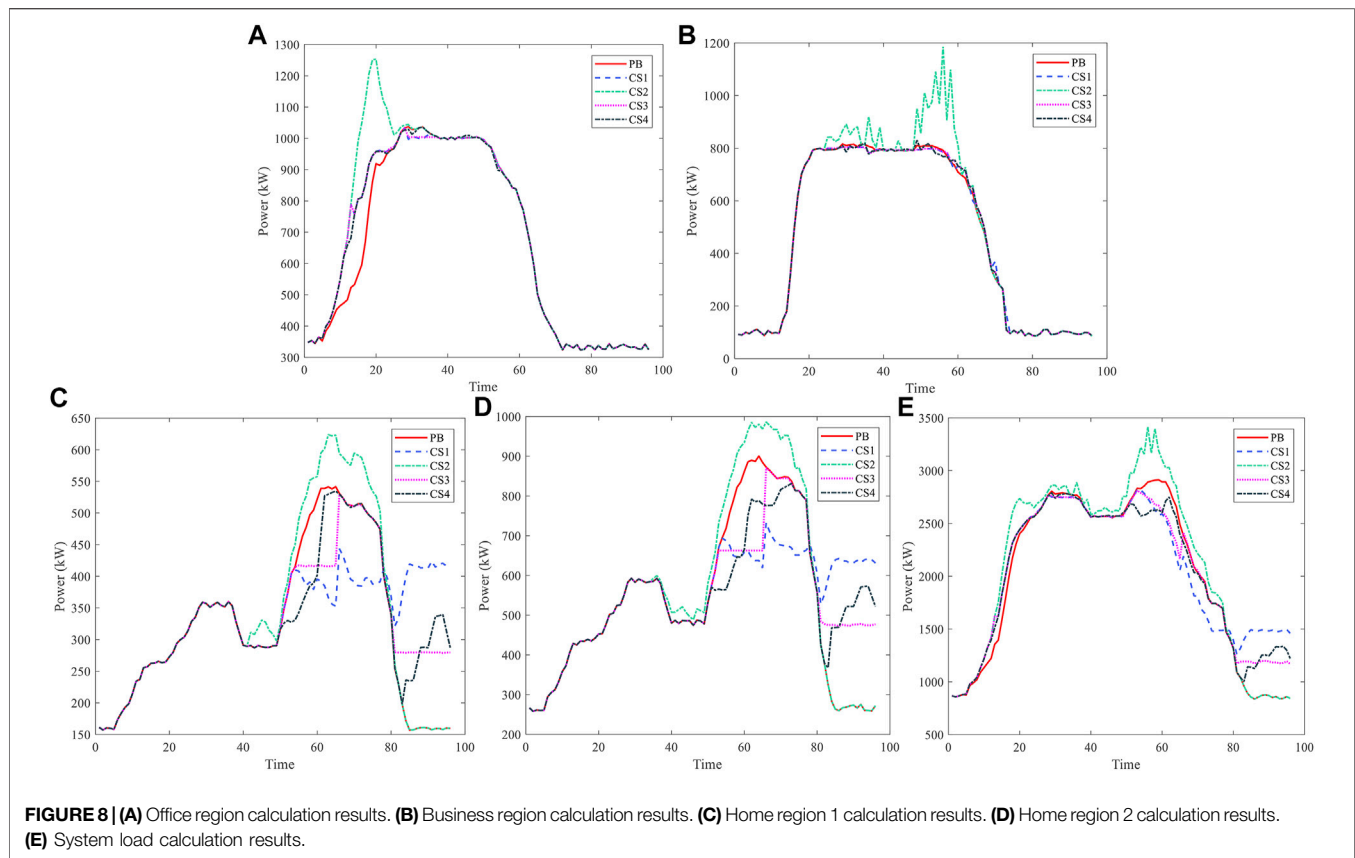 A
1300
1200
1100
1000
900
800
700
600
500
400
300
Power (kW)
0 20 40 60 80 100
Time
PB
CS1
CS2
CS3
CS4
B
1200
1000
800
600
400
200
0
Power (kW)
0 20 40 60 80 100
Time
PB
CS1
CS2
CS3
CS4
C
650
600
550
500
450
400
350
300
250
200
150
Power (kW)
0 20 40 60 80 100
Time
PB
CS1
CS2
CS3
CS4
D
1000
900
800
700
600
500
400
300
200
Power (kW)
0 20 40 60 80 100
Time
PB
CS1
CS2
CS3
CS4
E
3500
3000
2500
2000
1500
1000
500
Power (kW)
0 20 40 60 80 100
Time
PB
CS1
CS2
CS3
CS4
FIGURE 8 | (A) Office region calculation results. (B) Business region calculation results. (C) Home region 1 calculation results. (D) Home region 2 calculation results.
(E) System load calculation results.